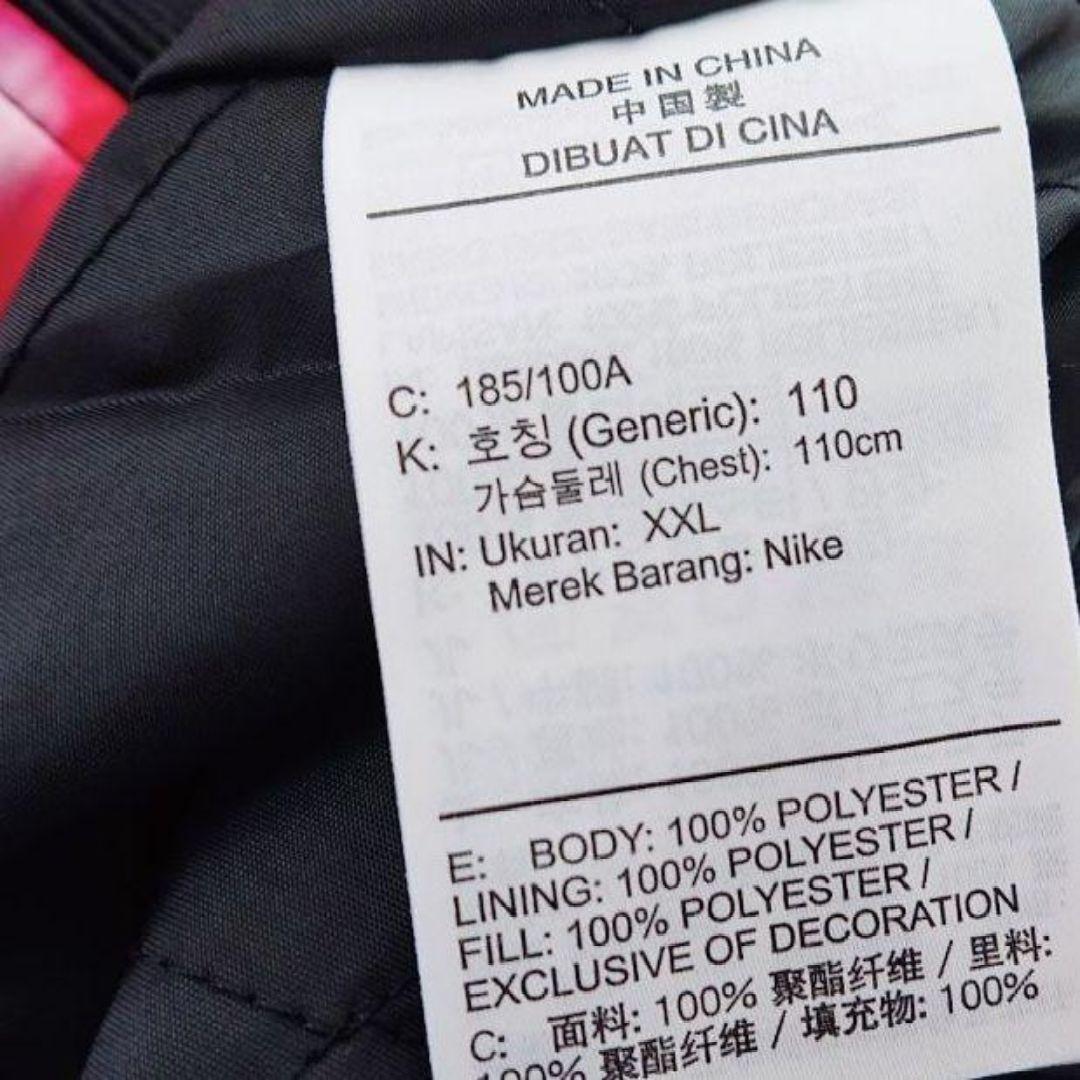 MADE IN CHINA
中国製
DIBUAT DI CINA
C: 185/100A
K: 호칭 (Generic): 110
가슴둘레 (Chest): 110cm
IN: Ukuran: XXL
Merek Barang: Nike
E: BODY: 100% POLYESTER /
LINING: 100% POLYESTER /
FILL: 100% POLYESTER /
EXCLUSIVE OF DECORATION
C: 面料: 100% 聚酯纤维 / 里料:
100% 聚酯纤维 / 填充物: 100%